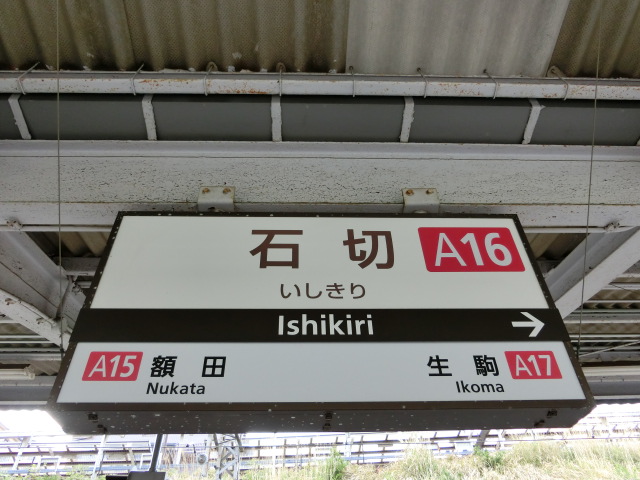 石切 A16
いしきり
Ishikiri
A15 額田 生駒 A17
Nukata Ikoma